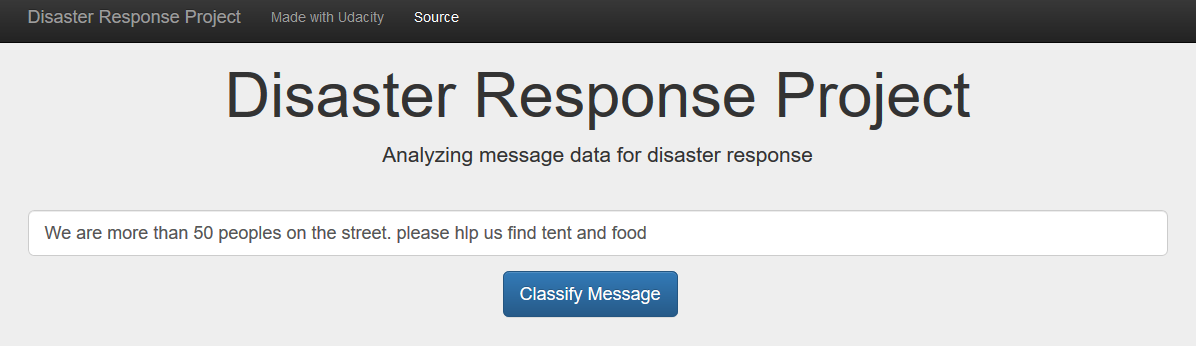 Disaster Response Project Made with Udacity Source
Disaster Response Project
Analyzing message data for disaster response
We are more than 50 peoples on the street. please hlp us find tent and food
Classify Message